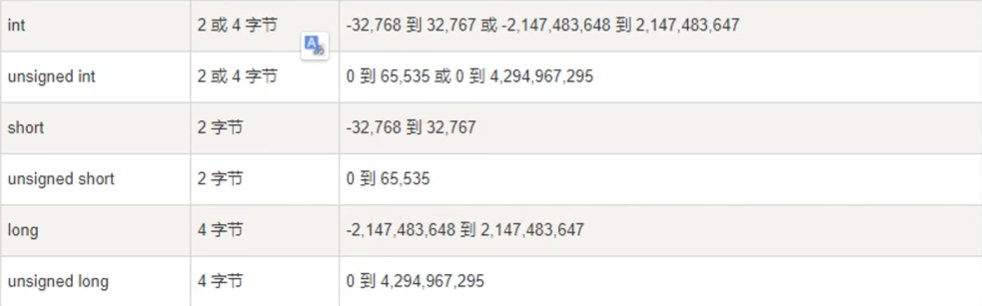 int 2 或 4 字节 -32,768 到 32,767 或 -2,147,483,648 到 2,147,483,647
unsigned int 2 或 4 字节 0 到 65,535 或 0 到 4,294,967,295
short 2 字节 -32,768 到 32,767
unsigned short 2 字节 0 到 65,535
long 4 字节 -2,147,483,648 到 2,147,483,647
unsigned long 4 字节 0 到 4,294,967,295